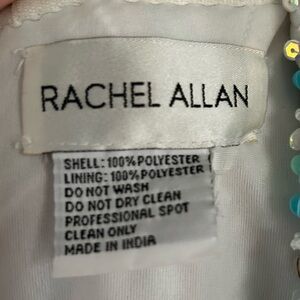 RACHEL ALLAN
SHELL: 100% POLYESTER
LINING: 100% POLYESTER
DO NOT WASH
DO NOT DRY CLEAN
PROFESSIONAL SPOT
CLEAN ONLY
MADE IN INDIA